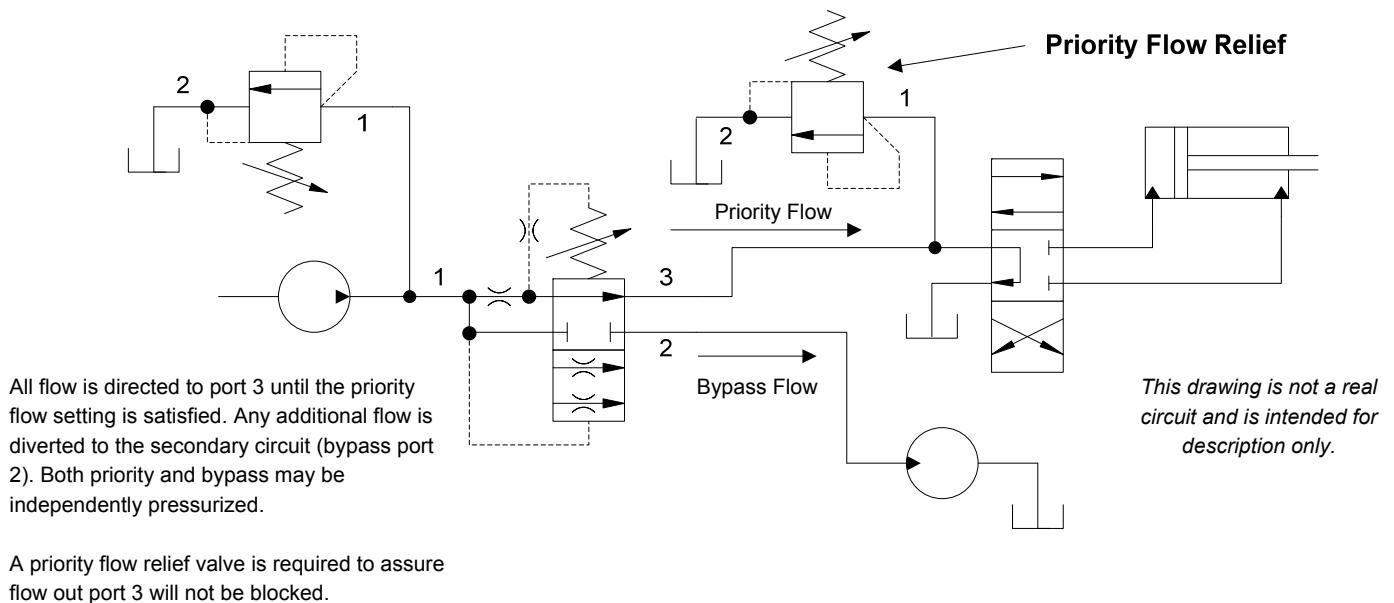 Priority Flow Relief
2
1
1
2
Priority Flow
1
3
2
Bypass Flow
All flow is directed to port 3 until the priority
flow setting is satisfied. Any additional flow is
diverted to the secondary circuit (bypass port
2). Both priority and bypass may be
independently pressurized.
A priority flow relief valve is required to assure
flow out port 3 will not be blocked.
This drawing is not a real
circuit and is intended for
description only.